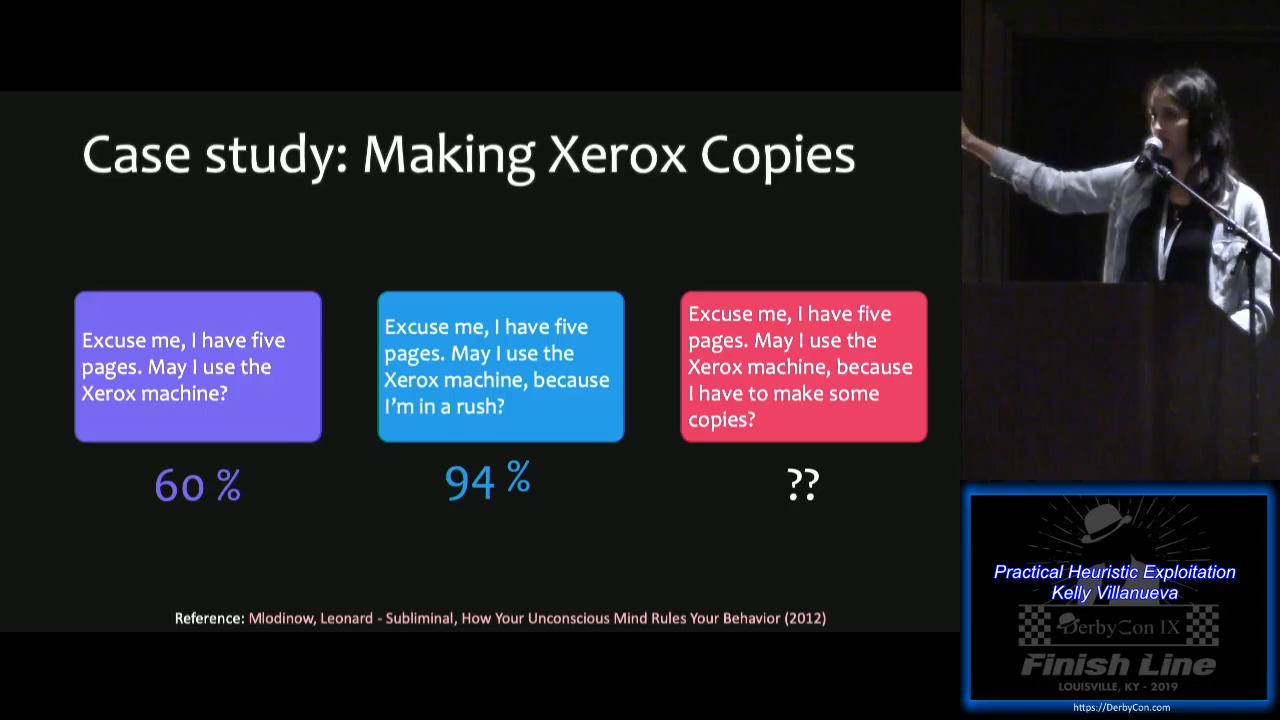 Case study: Making Xerox Copies
Excuse me, I have five
pages. May I use the
Xerox machine?
60 %
Excuse me, I have five
pages. May I use the
Xerox machine, because
I'm in a rush?
94 %
Excuse me, I have five
pages. May I use the
Xerox machine, because
I have to make some
copies?
??
Reference: Mlodinow, Leonard - Subliminal, How Your Unconscious Mind Rules Your Behavior (2012)
Practical Heuristic Exploitation
Kelly Villanueva
DerbyCon IX
Finish Line
LOUISVILLE, KY - 2019
https://DerbyCon.com